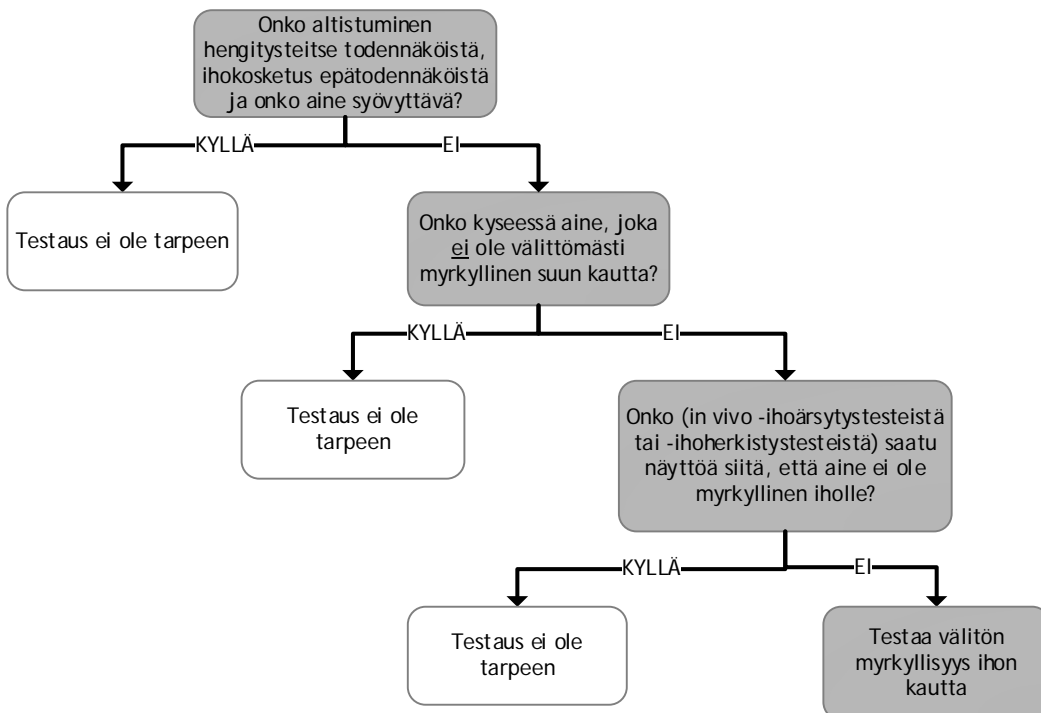 Onko altistuminen
hengitysteitse todennäköistä,
ihokosketus epätodennäköistä
ja onko aine syövyttävä?
KYLLÄ
EI
Testaus ei ole tarpeen
Onko kyseessä aine, joka
ei ole välittömästi
myrkyllinen suun kautta?
KYLLÄ
EI
Testaus ei ole
tarpeen
Onko (in vivo -ihoärsytystesteistä
tai -ihoherkistystesteistä) saatu
näyttöä siitä, että aine ei ole
myrkyllinen iholle?
KYLLÄ
EI
Testaus ei ole
tarpeen
Testaa välitön
myrkyllisyys ihon
kautta